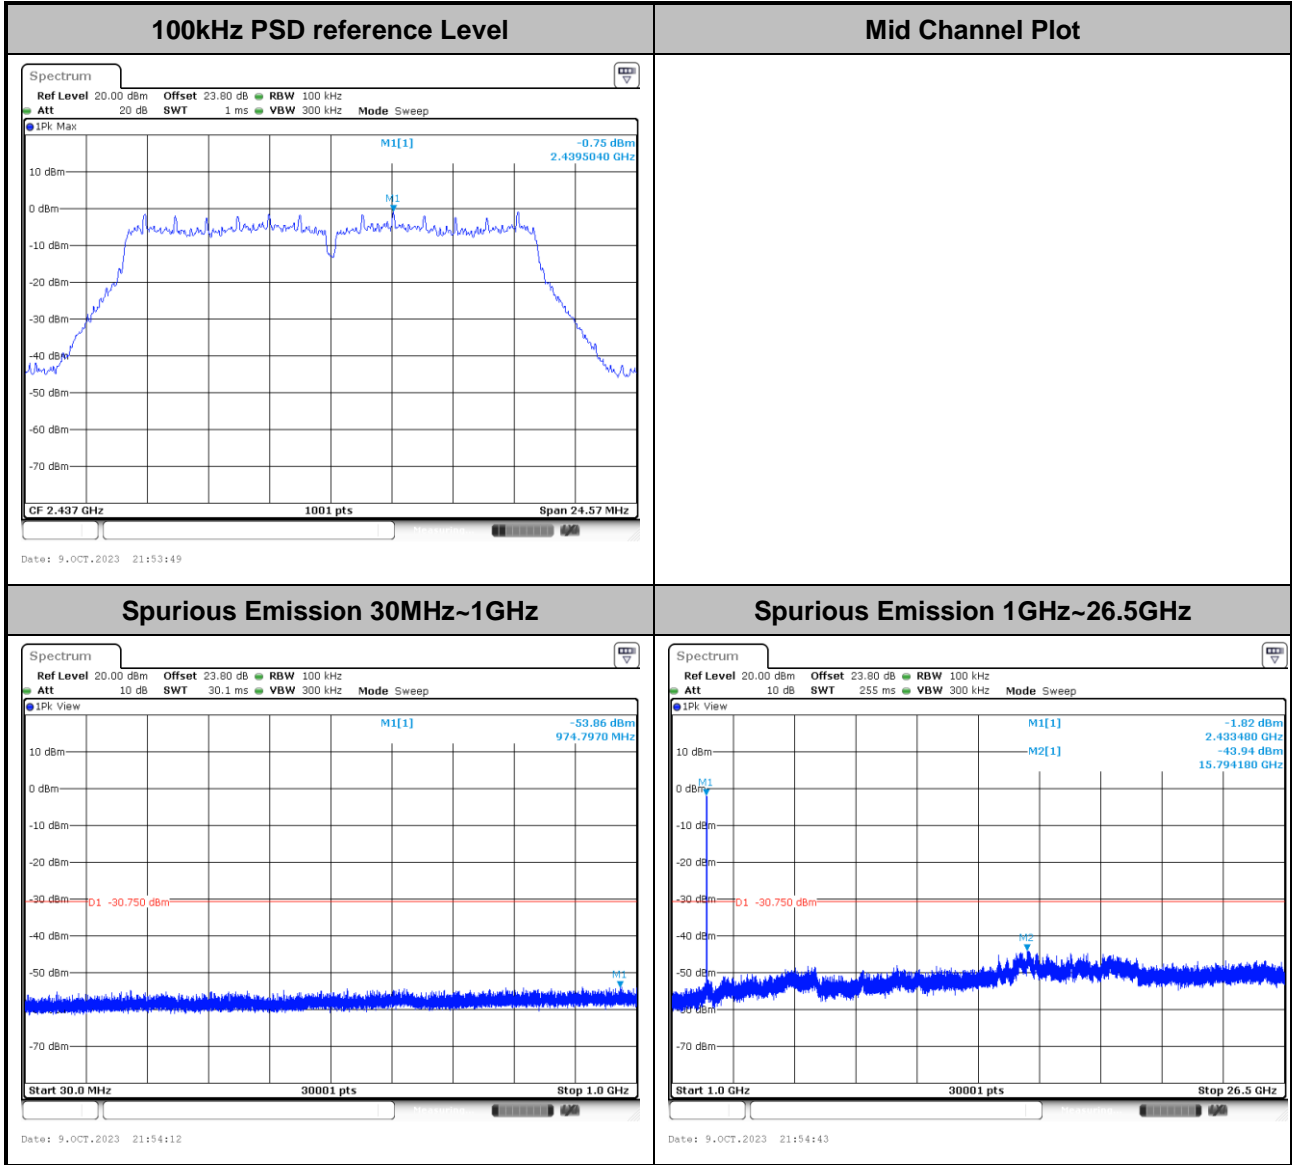 100kHz PSD reference Level
Mid Channel Plot
Spectrum
Ref Level 20.00 dBm Offset 23.80 dB RBW 100 kHz
Att 20 dB SWT 1 ms VBW 300 kHz Mode Sweep
1Pk Max
M1[1] -0.75 dBm
2.4395040 GHz
10 dBm
M1
0 dBm
-10 dBm
-20 dBm
-30 dBm
-40 dBm
-50 dBm
-60 dBm
-70 dBm
CF 2.437 GHz 1001 pts Span 24.57 MHz
Date: 9.OCT.2023 21:53:49
Spurious Emission 30MHz~1GHz
Spurious Emission 1GHz~26.5GHz
Spectrum
Ref Level 20.00 dBm Offset 23.80 dB RBW 100 kHz
Att 10 dB SWT 30.1 ms VBW 300 kHz Mode Sweep
1Pk View
M1[1] -53.86 dBm
974.7970 MHz
10 dBm
0 dBm
-10 dBm
-20 dBm
-30 dBm
D1 -30.750 dBm
-40 dBm
-50 dBm
M1
-70 dBm
Start 30.0 MHz 30001 pts Stop 1.0 GHz
Date: 9.OCT.2023 21:54:12
Spectrum
Ref Level 20.00 dBm Offset 23.80 dB RBW 100 kHz
Att 10 dB SWT 255 ms VBW 300 kHz Mode Sweep
1Pk View
M1[1] -1.82 dBm
2.433480 GHz
10 dBm
M2[1] -43.94 dBm
15.794180 GHz
0 dBm
M1
-10 dBm
-20 dBm
-30 dBm
D1 -30.750 dBm
-40 dBm
M2
-50 dBm
-60 dBm
-70 dBm
Start 1.0 GHz 30001 pts Stop 26.5 GHz
Date: 9.OCT.2023 21:54:43